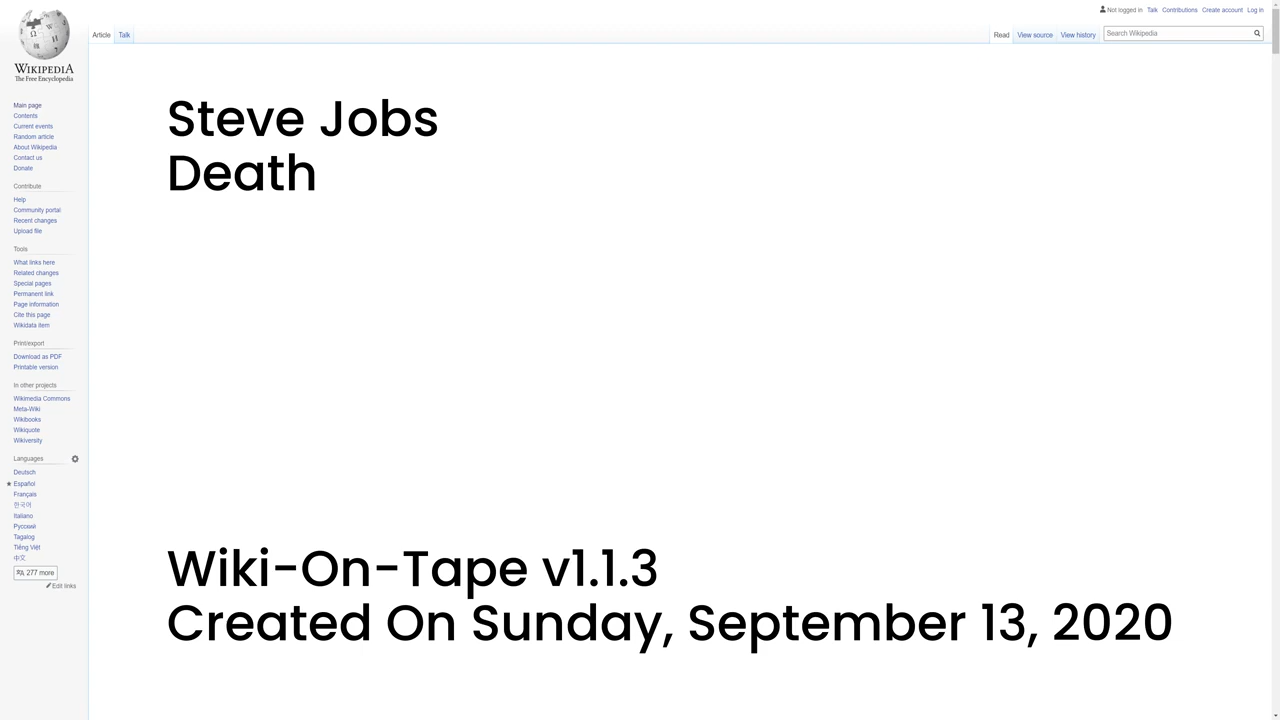 Not logged in Talk Contributions Create account Log in
Article Talk
Read View source View history Search Wikipedia
WIKIPEDIA
The Free Encyclopedia
Main page
Contents
Current events
Random article
About Wikipedia
Contact us
Donate
Contribute
Help
Community portal
Recent changes
Upload file
Tools
What links here
Related changes
Special pages
Permanent link
Page information
Cite this page
Wikidata item
Print/export
Download as PDF
Printable version
In other projects
Wikimedia Commons
Meta-Wiki
Wikibooks
Wikiquote
Wikiversity
Languages
Deutsch
Español
Français
한국어
Italiano
Русский
Tagalog
Tiếng Việt
中文
277 more
Edit links
Steve Jobs
Death
Wiki-On-Tape v1.1.3
Created On Sunday, September 13, 2020